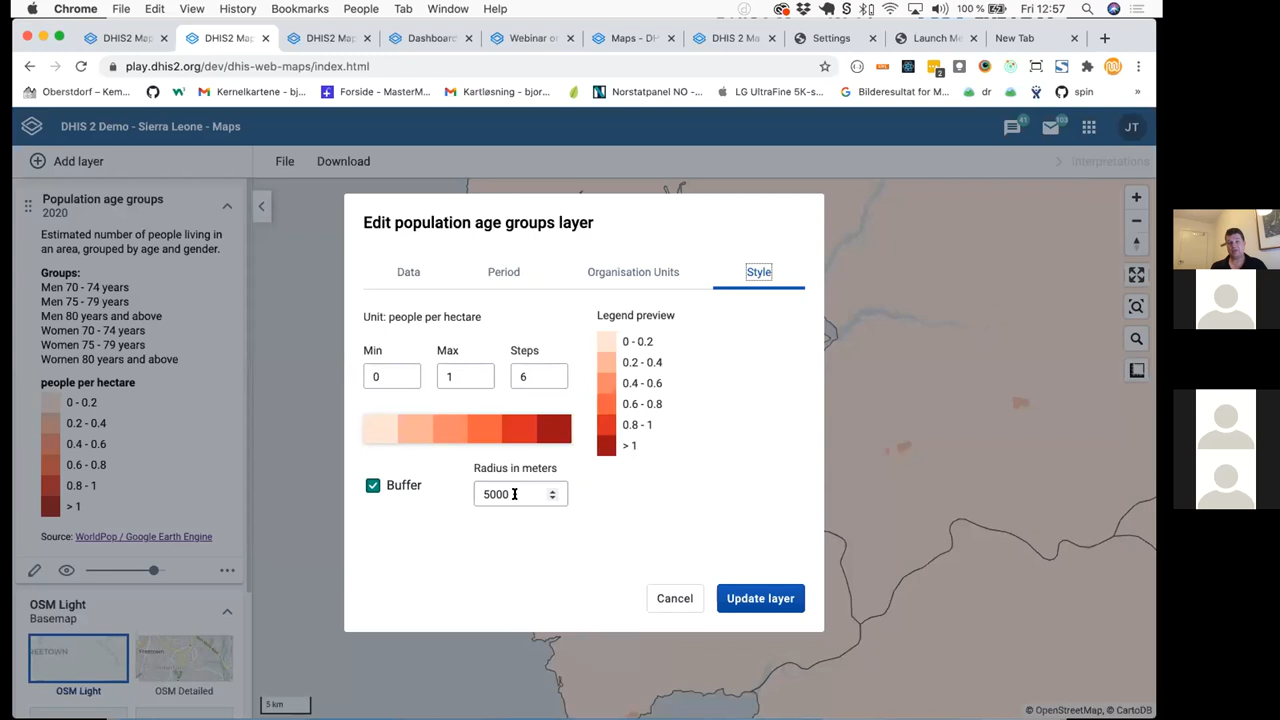 Chrome File Edit View History Bookmarks People Tab Window Help 100 % Fri 12:57
DHIS2 Map DHIS2 Map DHIS2 Map Dashboard Webinar o Maps - DH DHIS 2 Ma Settings Launch Me New Tab
play.dhis2.org/dev/dhis-web-maps/index.html
Oberstdorf – Kem... Kernelkartene - bj... Forside - MasterM... Kartløsning - bjor... Norstatpanel NO -... LG UltraFine 5K-s... Bilderesultat for M... dr spin »
DHIS 2 Demo - Sierra Leone - Maps
41
103
JT
Add layer
File Download
Interpretations
Population age groups
2020
Estimated number of people living in
an area, grouped by age and gender.
Groups:
Men 70 - 74 years
Men 75 - 79 years
Men 80 years and above
Women 70 - 74 years
Women 75 - 79 years
Women 80 years and above
people per hectare
0 - 0.2
0.2 - 0.4
0.4 - 0.6
0.6 - 0.8
0.8 - 1
> 1
Source: WorldPop / Google Earth Engine
OSM Light
Basemap
OSM Light
OSM Detailed
Edit population age groups layer
Data Period Organisation Units Style
Unit: people per hectare
Min Max Steps
0 1 6
Buffer
Radius in meters
5000
Legend preview
0 - 0.2
0.2 - 0.4
0.4 - 0.6
0.6 - 0.8
0.8 - 1
> 1
Cancel Update layer
5 km
© OpenStreetMap, © CartoDB